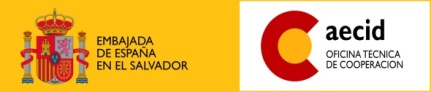 EMBAJADA
DE ESPAÑA
EN EL SALVADOR
aecid
OFICINA TECNICA
DE COOPERACION